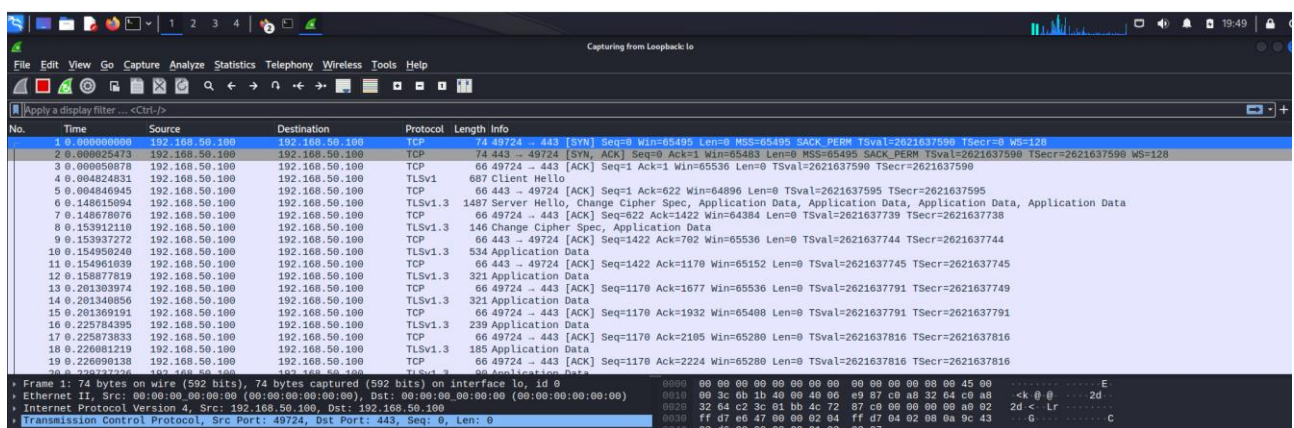 1 2 3 4 19:49
Capturing from Loopback: lo
File Edit View Go Capture Analyze Statistics Telephony Wireless Tools Help
Apply a display filter ... <Ctrl-/>
No. Time Source Destination Protocol Length Info
1 0.000000000 192.168.50.100 192.168.50.100 TCP 74 49724 → 443 [SYN] Seq=0 Win=65495 Len=0 MSS=65495 SACK_PERM TSval=2621637590 TSecr=0 WS=128
2 0.000025473 192.168.50.100 192.168.50.100 TCP 74 443 → 49724 [SYN, ACK] Seq=0 Ack=1 Win=65483 Len=0 MSS=65495 SACK_PERM TSval=2621637590 TSecr=2621637590 WS=128
3 0.000050878 192.168.50.100 192.168.50.100 TCP 66 49724 → 443 [ACK] Seq=1 Ack=1 Win=65536 Len=0 TSval=2621637590 TSecr=2621637590
4 0.004824831 192.168.50.100 192.168.50.100 TLSv1 687 Client Hello
5 0.004846945 192.168.50.100 192.168.50.100 TCP 66 443 → 49724 [ACK] Seq=1 Ack=622 Win=64896 Len=0 TSval=2621637595 TSecr=2621637595
6 0.148615094 192.168.50.100 192.168.50.100 TLSv1.3 1487 Server Hello, Change Cipher Spec, Application Data, Application Data, Application Data, Application Data
7 0.148678076 192.168.50.100 192.168.50.100 TCP 66 49724 → 443 [ACK] Seq=622 Ack=1422 Win=64384 Len=0 TSval=2621637739 TSecr=2621637738
8 0.153912110 192.168.50.100 192.168.50.100 TLSv1.3 146 Change Cipher Spec, Application Data
9 0.153937272 192.168.50.100 192.168.50.100 TCP 66 443 → 49724 [ACK] Seq=1422 Ack=702 Win=65536 Len=0 TSval=2621637744 TSecr=2621637744
10 0.154950240 192.168.50.100 192.168.50.100 TLSv1.3 534 Application Data
11 0.154961039 192.168.50.100 192.168.50.100 TCP 66 443 → 49724 [ACK] Seq=1422 Ack=1170 Win=65152 Len=0 TSval=2621637745 TSecr=2621637745
12 0.158877819 192.168.50.100 192.168.50.100 TLSv1.3 321 Application Data
13 0.201303974 192.168.50.100 192.168.50.100 TCP 66 49724 → 443 [ACK] Seq=1170 Ack=1677 Win=65536 Len=0 TSval=2621637791 TSecr=2621637749
14 0.201340856 192.168.50.100 192.168.50.100 TLSv1.3 321 Application Data
15 0.201369191 192.168.50.100 192.168.50.100 TCP 66 49724 → 443 [ACK] Seq=1170 Ack=1932 Win=65408 Len=0 TSval=2621637791 TSecr=2621637791
16 0.225784395 192.168.50.100 192.168.50.100 TLSv1.3 239 Application Data
17 0.225873833 192.168.50.100 192.168.50.100 TCP 66 49724 → 443 [ACK] Seq=1170 Ack=2105 Win=65280 Len=0 TSval=2621637816 TSecr=2621637816
18 0.226081219 192.168.50.100 192.168.50.100 TLSv1.3 185 Application Data
19 0.226090138 192.168.50.100 192.168.50.100 TCP 66 49724 → 443 [ACK] Seq=1170 Ack=2224 Win=65280 Len=0 TSval=2621637816 TSecr=2621637816
Frame 1: 74 bytes on wire (592 bits), 74 bytes captured (592 bits) on interface lo, id 0
Ethernet II, Src: 00:00:00_00:00:00 (00:00:00:00:00:00), Dst: 00:00:00_00:00:00 (00:00:00:00:00:00)
Internet Protocol Version 4, Src: 192.168.50.100, Dst: 192.168.50.100
Transmission Control Protocol, Src Port: 49724, Dst Port: 443, Seq: 0, Len: 0
0000 00 00 00 00 00 00 00 00 00 00 00 00 08 00 45 00 ········ ······E·
0010 00 3c 6b 1b 40 00 40 06 e9 87 c0 a8 32 64 c0 a8 ·<k·@·@· ····2d··
0020 32 64 c2 3c 01 bb 4c 72 87 c0 00 00 00 00 a0 02 2d·<··Lr ········
0030 ff d7 e6 47 00 00 02 04 ff d7 04 02 08 0a 9c 43 ···G···· ·······C